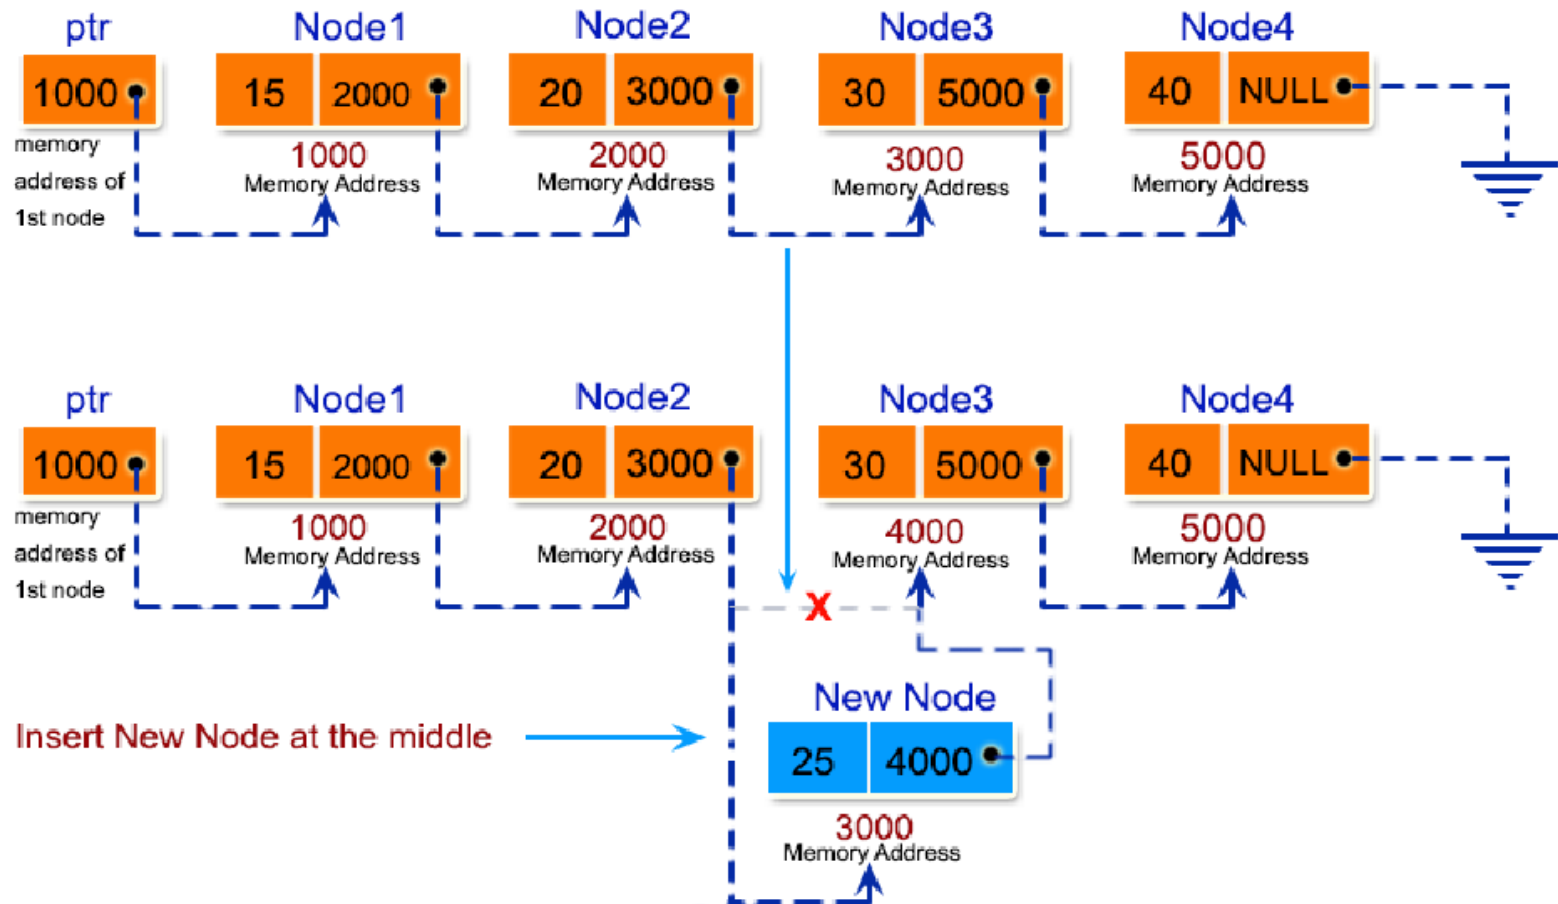 ptr Node1 Node2 Node3 Node4
1000 15 2000 20 3000 30 5000 40 NULL
memory
address of
1st node
1000 2000 3000 5000
Memory Address Memory Address Memory Address Memory Address
ptr Node1 Node2 Node3 Node4
1000 15 2000 20 3000 30 5000 40 NULL
memory
address of
1st node
1000 2000 4000 5000
Memory Address Memory Address Memory Address Memory Address
X
New Node
Insert New Node at the middle
25 4000
3000
Memory Address